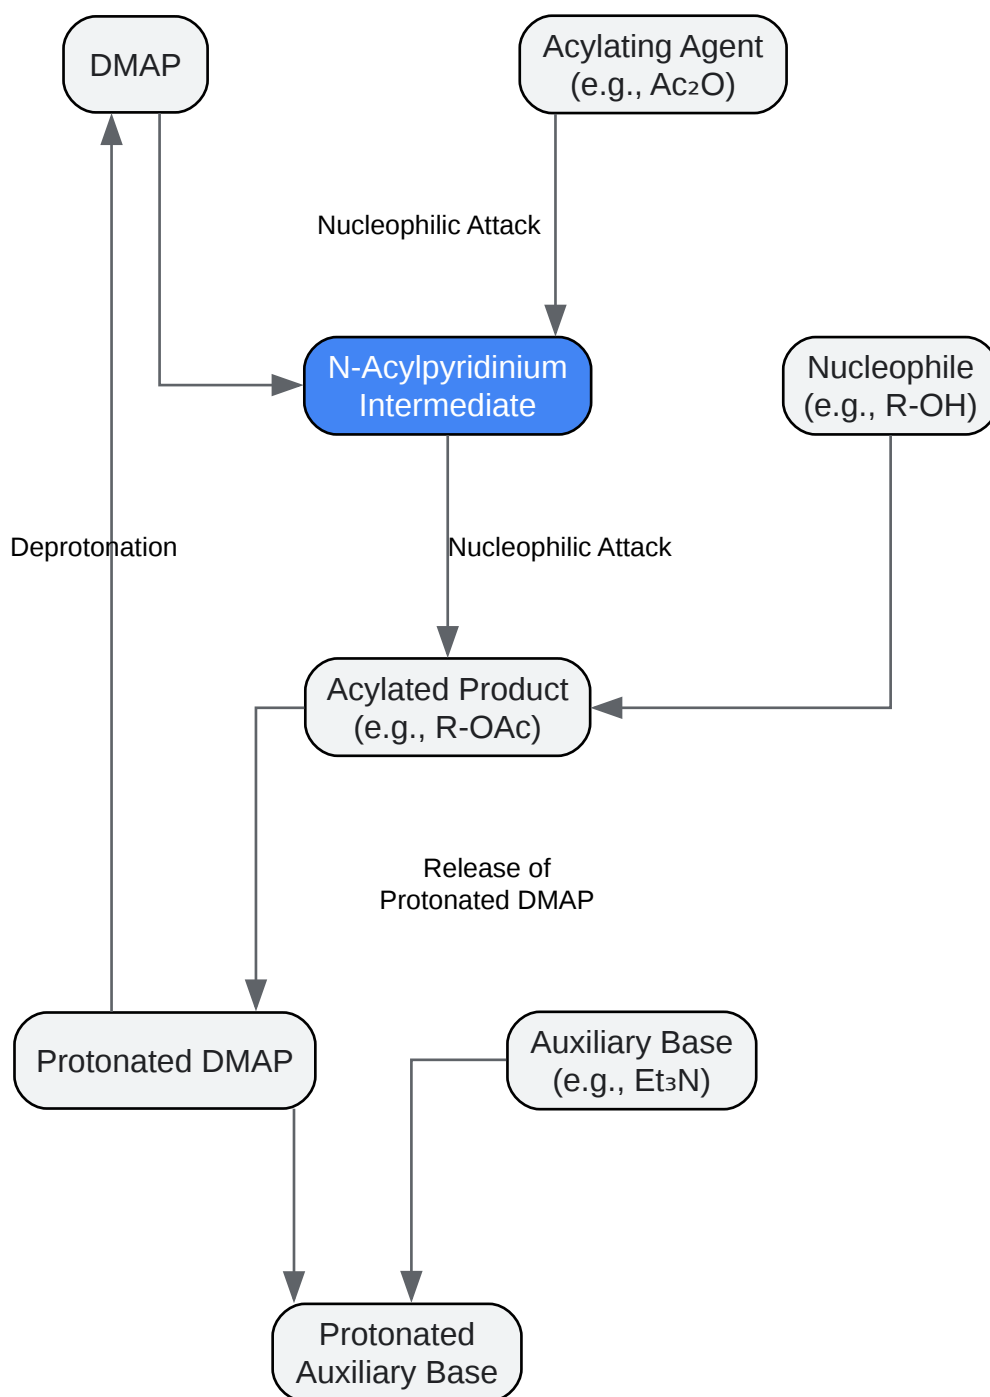 DMAP
Acylating Agent
(e.g., Ac₂O)
Nucleophilic Attack
N-Acylpyridinium
Intermediate
Nucleophile
(e.g., R-OH)
Deprotonation
Nucleophilic Attack
Acylated Product
(e.g., R-OAc)
Release of
Protonated DMAP
Protonated DMAP
Auxiliary Base
(e.g., Et₃N)
Protonated
Auxiliary Base